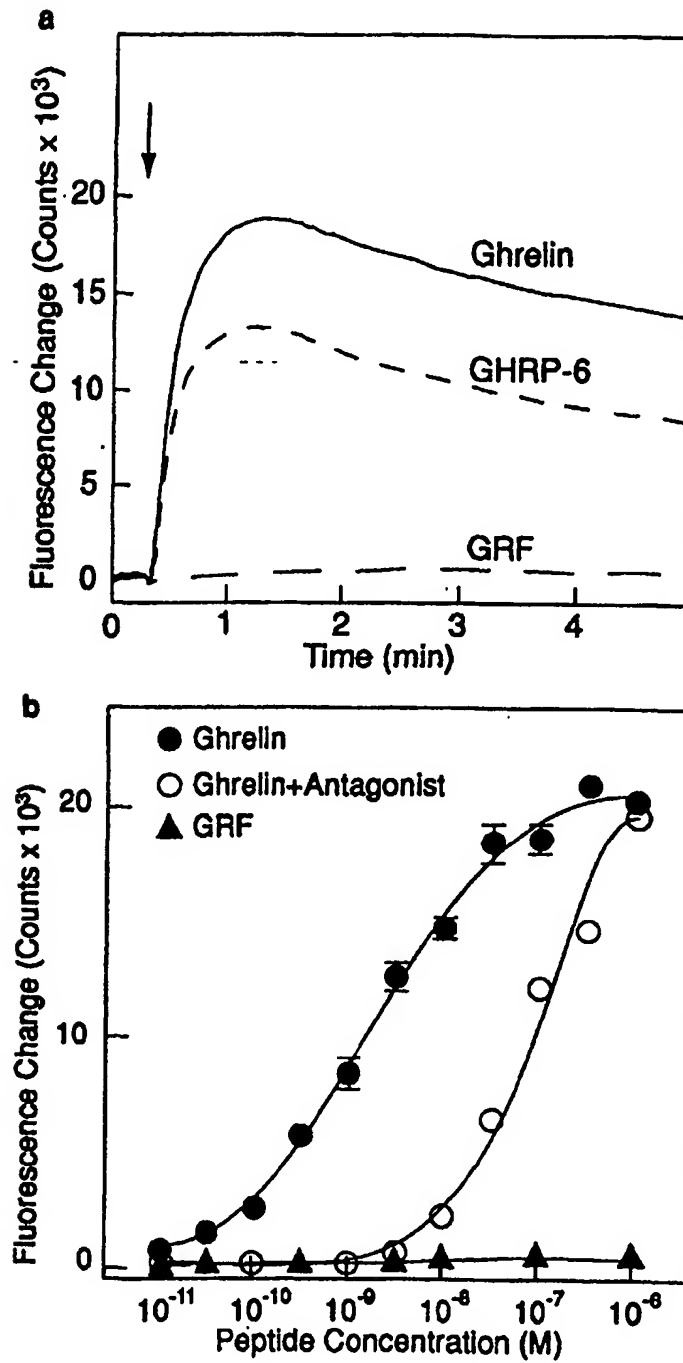 a
Fluorescence Change (Counts x 10³)
20
15
10
5
0
Ghrelin
GHRP-6
GRF
0 1 2 3 4
Time (min)
b
Ghrelin
Ghrelin+Antagonist
GRF
Fluorescence Change (Counts x 10³)
20
10
0
10⁻¹¹ 10⁻¹⁰ 10⁻⁹ 10⁻⁸ 10⁻⁷ 10⁻⁶
Peptide Concentration (M)